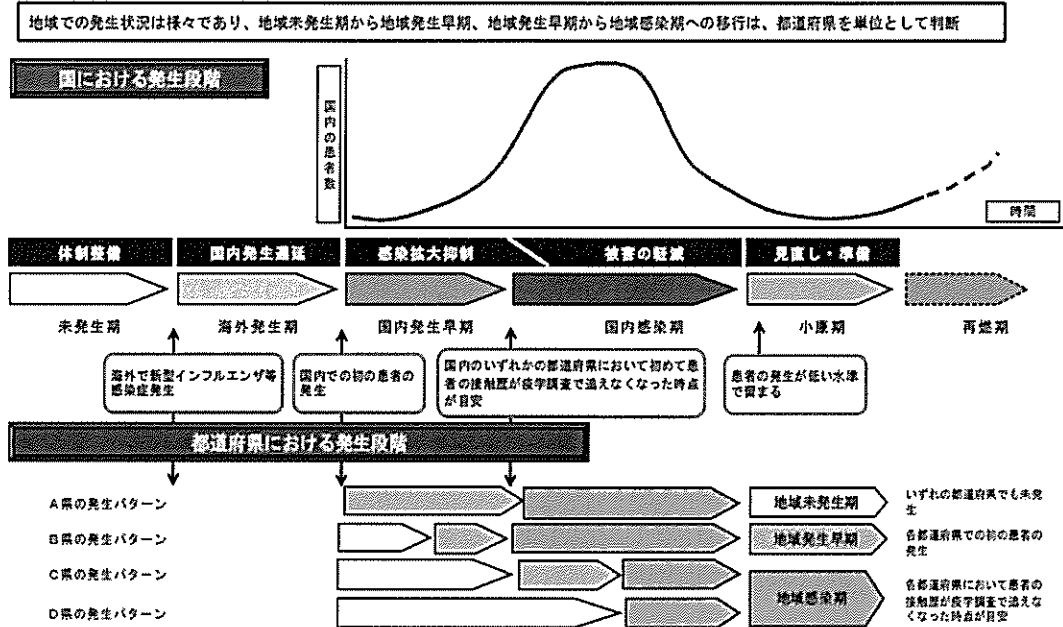 地域での発生状況は様々であり、地域未発生期から地域発生早期、地域発生早期から地域感染期への移行は、都道府県を単位として判断
国における発生段階
国内の患者数
時間
体制整備
国内発生遅延
感染拡大抑制
被害の軽減
見直し・準備
未発生期
海外発生期
国内発生早期
国内感染期
小康期
再燃期
海外で新型インフルエンザ等
感染症発生
国内での初の患者の
発生
国内のいずれかの都道府県において初めて患
者の接触歴が疫学調査で追えなくなった時点
が目安
患者の発生が低い水準
で留まる
都道府県における発生段階
A県の発生パターン
B県の発生パターン
C県の発生パターン
D県の発生パターン
地域未発生期
いずれの都道府県でも未発
生
地域発生早期
各都道府県での初の患者の
発生
地域感染期
各都道府県において患者の
接触歴が疫学調査で追えな
くなった時点が目安